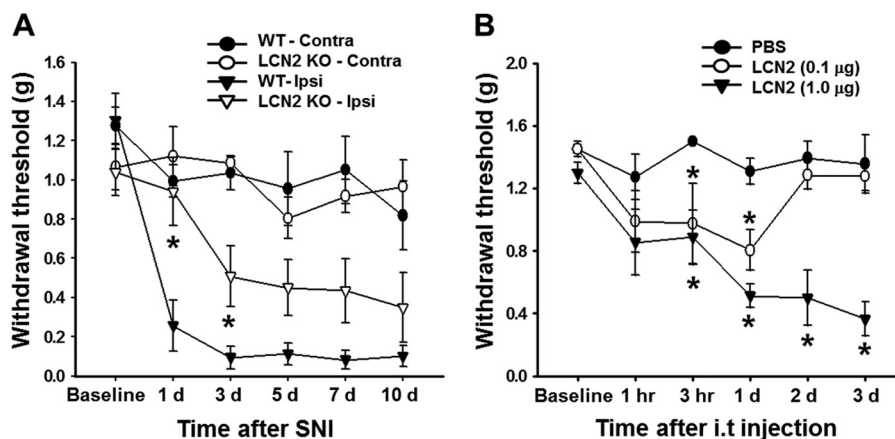 A
WT - Contra
LCN2 KO - Contra
WT- Ipsi
LCN2 KO - Ipsi
Withdrawal threshold (g)
1.6
1.4
1.2
1.0
0.8
0.6
0.4
0.2
0.0
*
*
Baseline 1 d 3 d 5 d 7 d 10 d
Time after SNI
B
PBS
LCN2 (0.1 µg)
LCN2 (1.0 µg)
Withdrawal threshold (g)
2.0
1.6
1.2
0.8
0.4
0.0
*
*
*
*
*
*
Baseline 1 hr 3 hr 1 d 2 d 3 d
Time after i.t injection